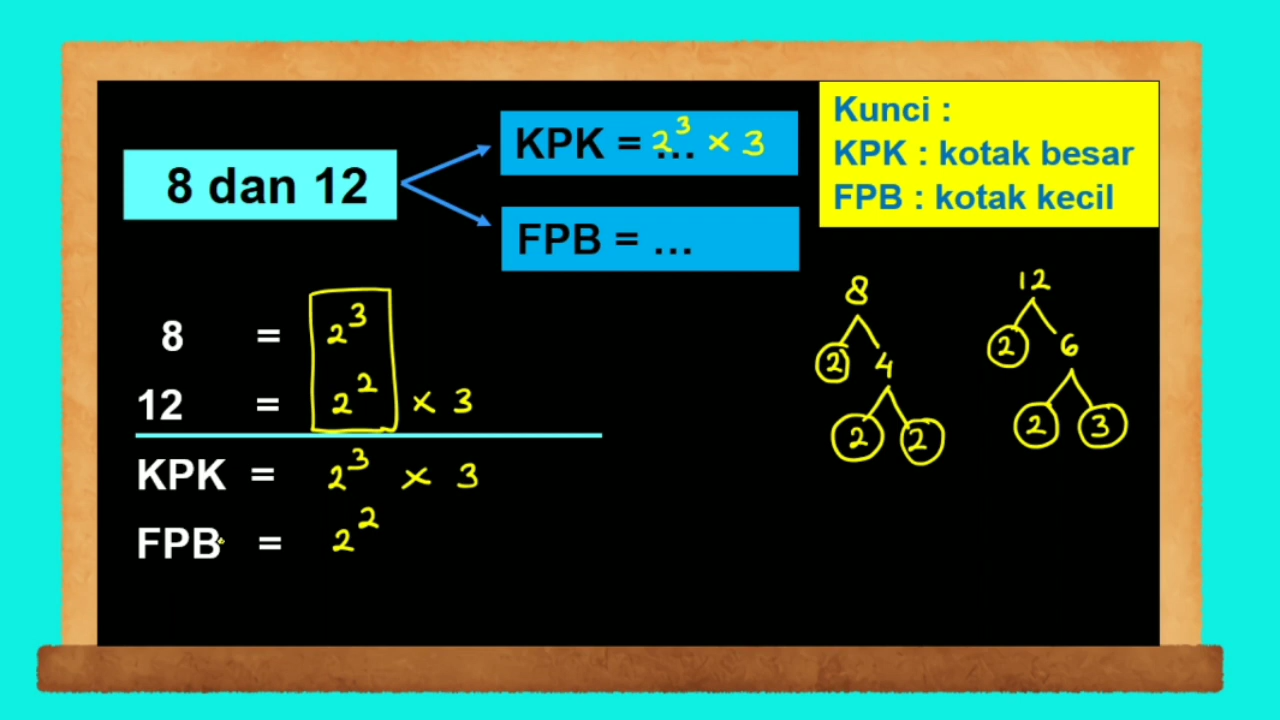 8 dan 12
KPK = ... 2³ × 3
FPB = ...
Kunci :
KPK : kotak besar
FPB : kotak kecil
8 = 2³
12 = 2² × 3
KPK = 2³ × 3
FPB = 2²
8
2 4
2 2
12
2 6
2 3